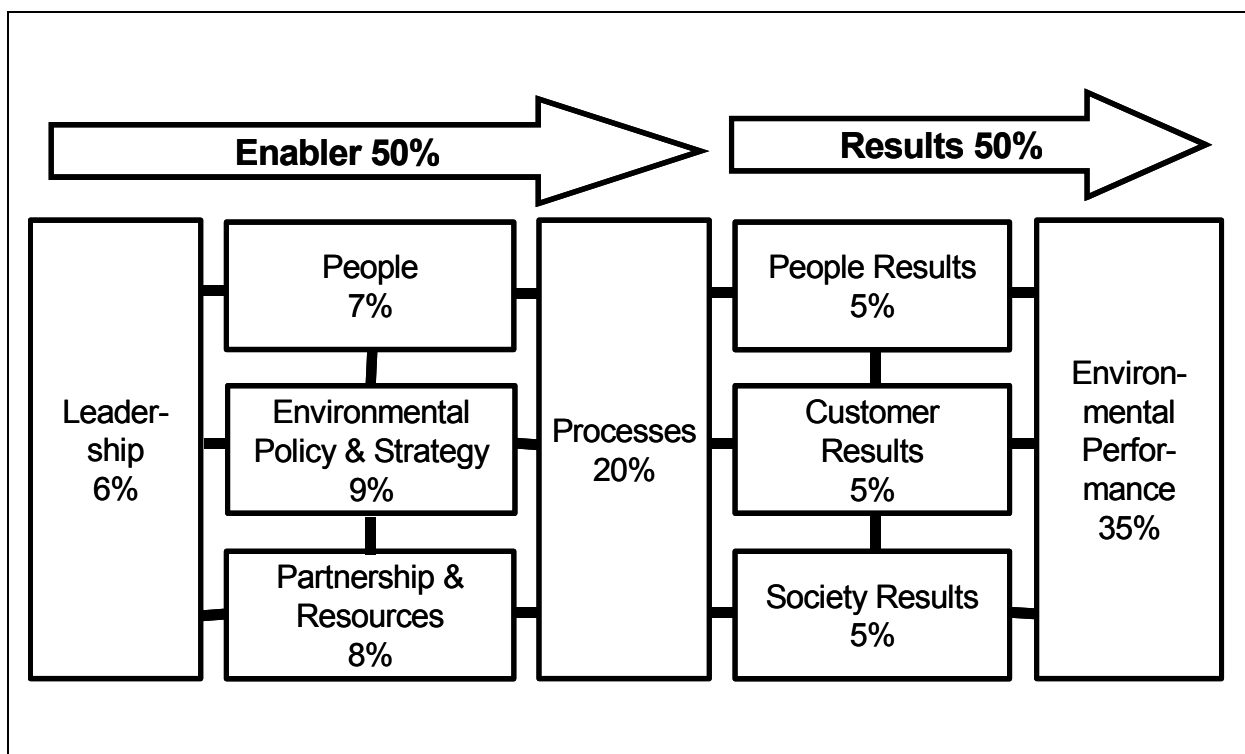 Enabler 50%
Results 50%
Leader-
ship
6%
People
7%
Environmental
Policy & Strategy
9%
Partnership &
Resources
8%
Processes
20%
People Results
5%
Customer
Results
5%
Society Results
5%
Environ-
mental
Perfor-
mance
35%